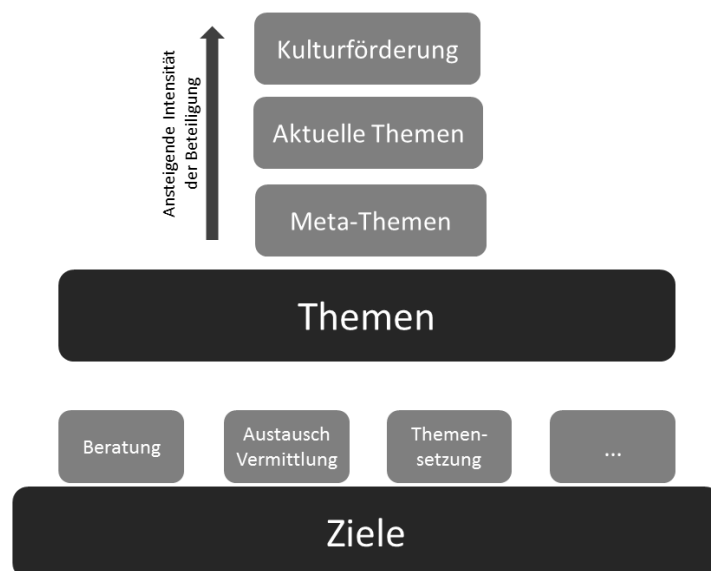 Kulturförderung
Ansteigende Intensität
der Beteiligung
Aktuelle Themen
Meta-Themen
Themen
Beratung
Austausch
Vermittlung
Themen-
setzung
...
Ziele